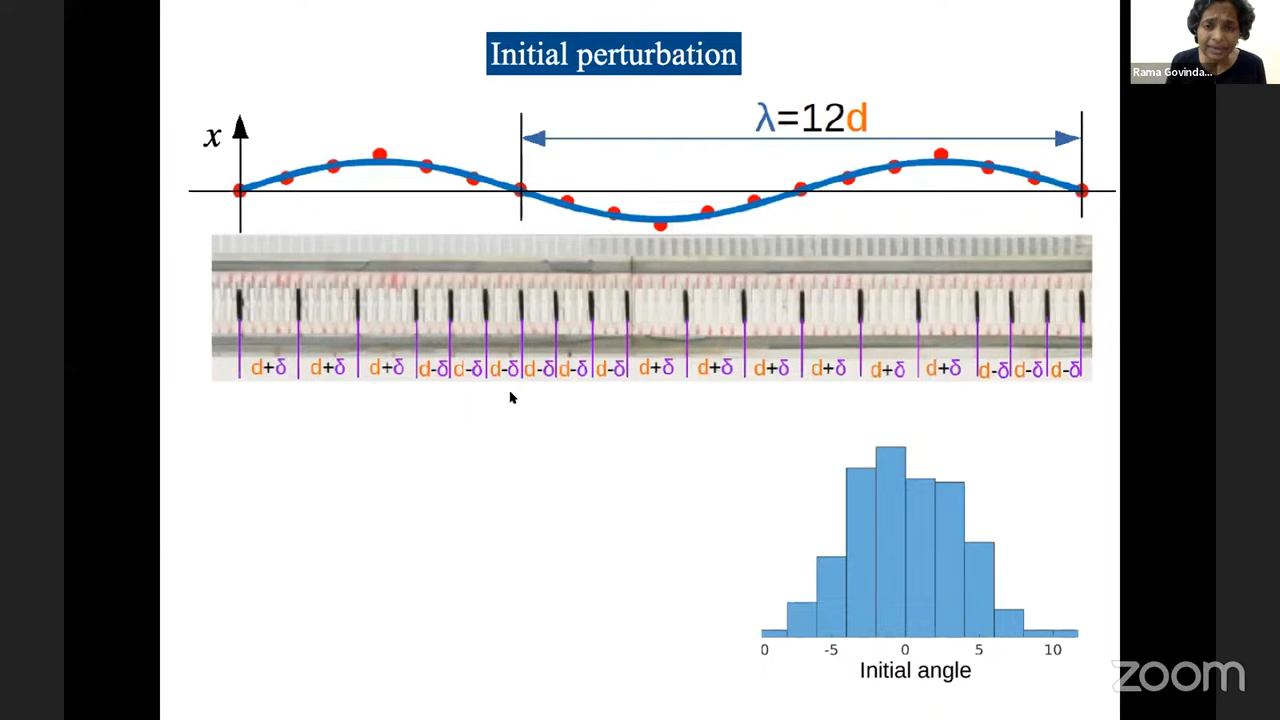 Initial perturbation
Rama Govinda...
λ=12d
x
d+δ d+δ d+δ d-δ d-δ d-δ d-δ d-δ d-δ d+δ d+δ d+δ d+δ d+δ d+δ d-δ d-δ d-δ
0 -5 0 5 10
Initial angle
zoom